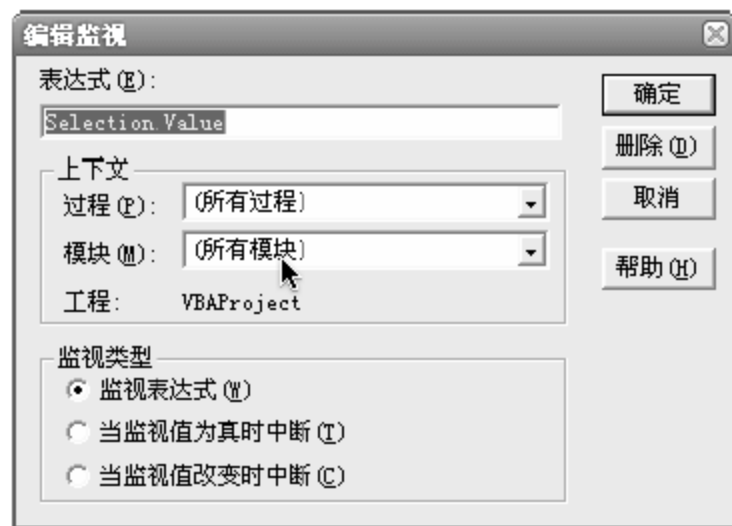 编辑监视
表达式(E):
Selection.Value
确定
删除(D)
取消
帮助(H)
上下文
过程(P): (所有过程)
模块(M): (所有模块)
工程: VBAProject
监视类型
监视表达式(W)
当监视值为真时中断(T)
当监视值改变时中断(C)